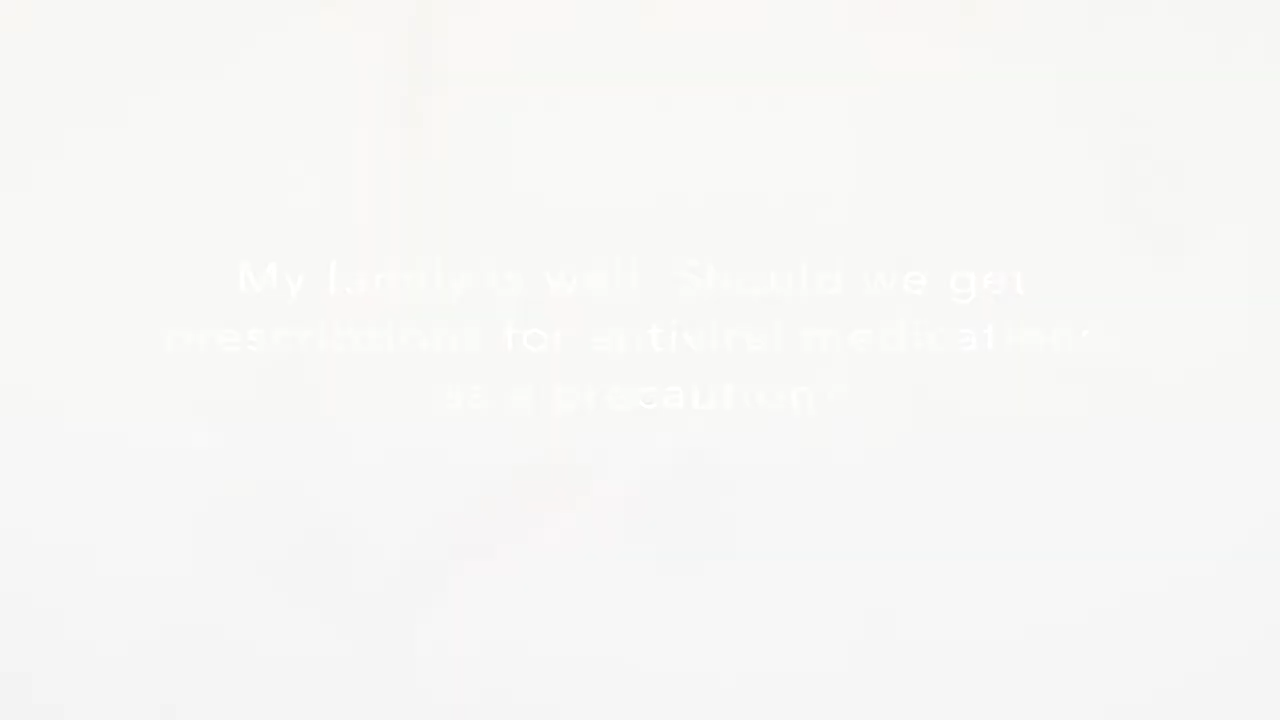 My family is well. Should we get
prescriptions for antiviral medications
as a precaution?